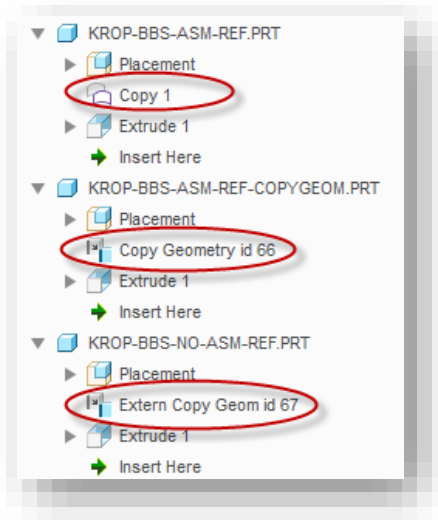 KROP-BBS-ASM-REF.PRT
Placement
Copy 1
Extrude 1
Insert Here
KROP-BBS-ASM-REF-COPYGEOM.PRT
Placement
Copy Geometry id 66
Extrude 1
Insert Here
KROP-BBS-NO-ASM-REF.PRT
Placement
Extern Copy Geom id 67
Extrude 1
Insert Here